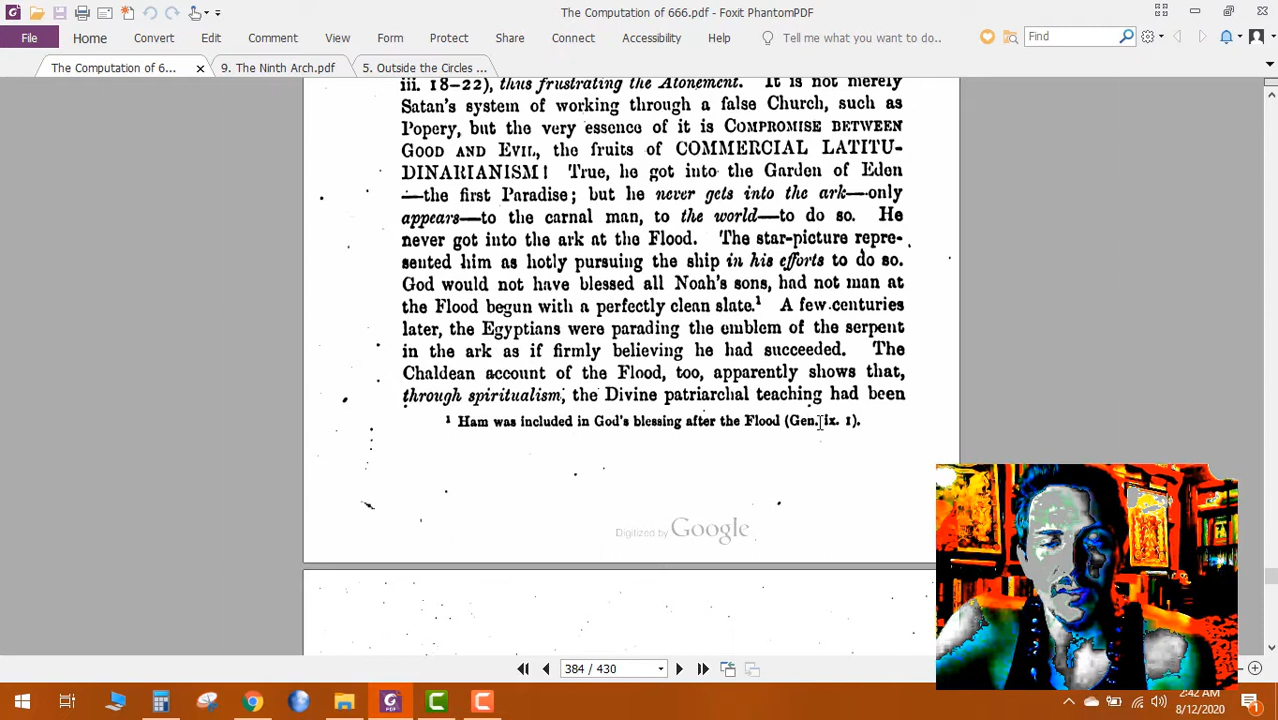 The Computation of 666.pdf - Foxit PhantomPDF
File Home Convert Edit Comment View Form Protect Share Connect Accessibility Help Tell me what you want to do.. Find
The Computation of 6... 9. The Ninth Arch.pdf 5. Outside the Circles ...
iii. 18–22), thus frustrating the Atonement. It is not merely
Satan's system of working through a false Church, such as
Popery, but the very essence of it is COMPROMISE BETWEEN
GOOD AND EVIL, the fruits of COMMERCIAL LATITU-
DINARIANISM! True, he got into the Garden of Eden
—the first Paradise; but he never gets into the ark—only
appears—to the carnal man, to the world—to do so. He
never got into the ark at the Flood. The star-picture repre-
sented him as hotly pursuing the ship in his efforts to do so.
God would not have blessed all Noah's sons, had not man at
the Flood begun with a perfectly clean slate.¹ A few centuries
later, the Egyptians were parading the emblem of the serpent
in the ark as if firmly believing he had succeeded. The
Chaldean account of the Flood, too, apparently shows that,
through spiritualism, the Divine patriarchal teaching had been
¹ Ham was included in God's blessing after the Flood (Gen. ix. 1).
Digitized by Google
384 / 430
2:42 AM
8/12/2020